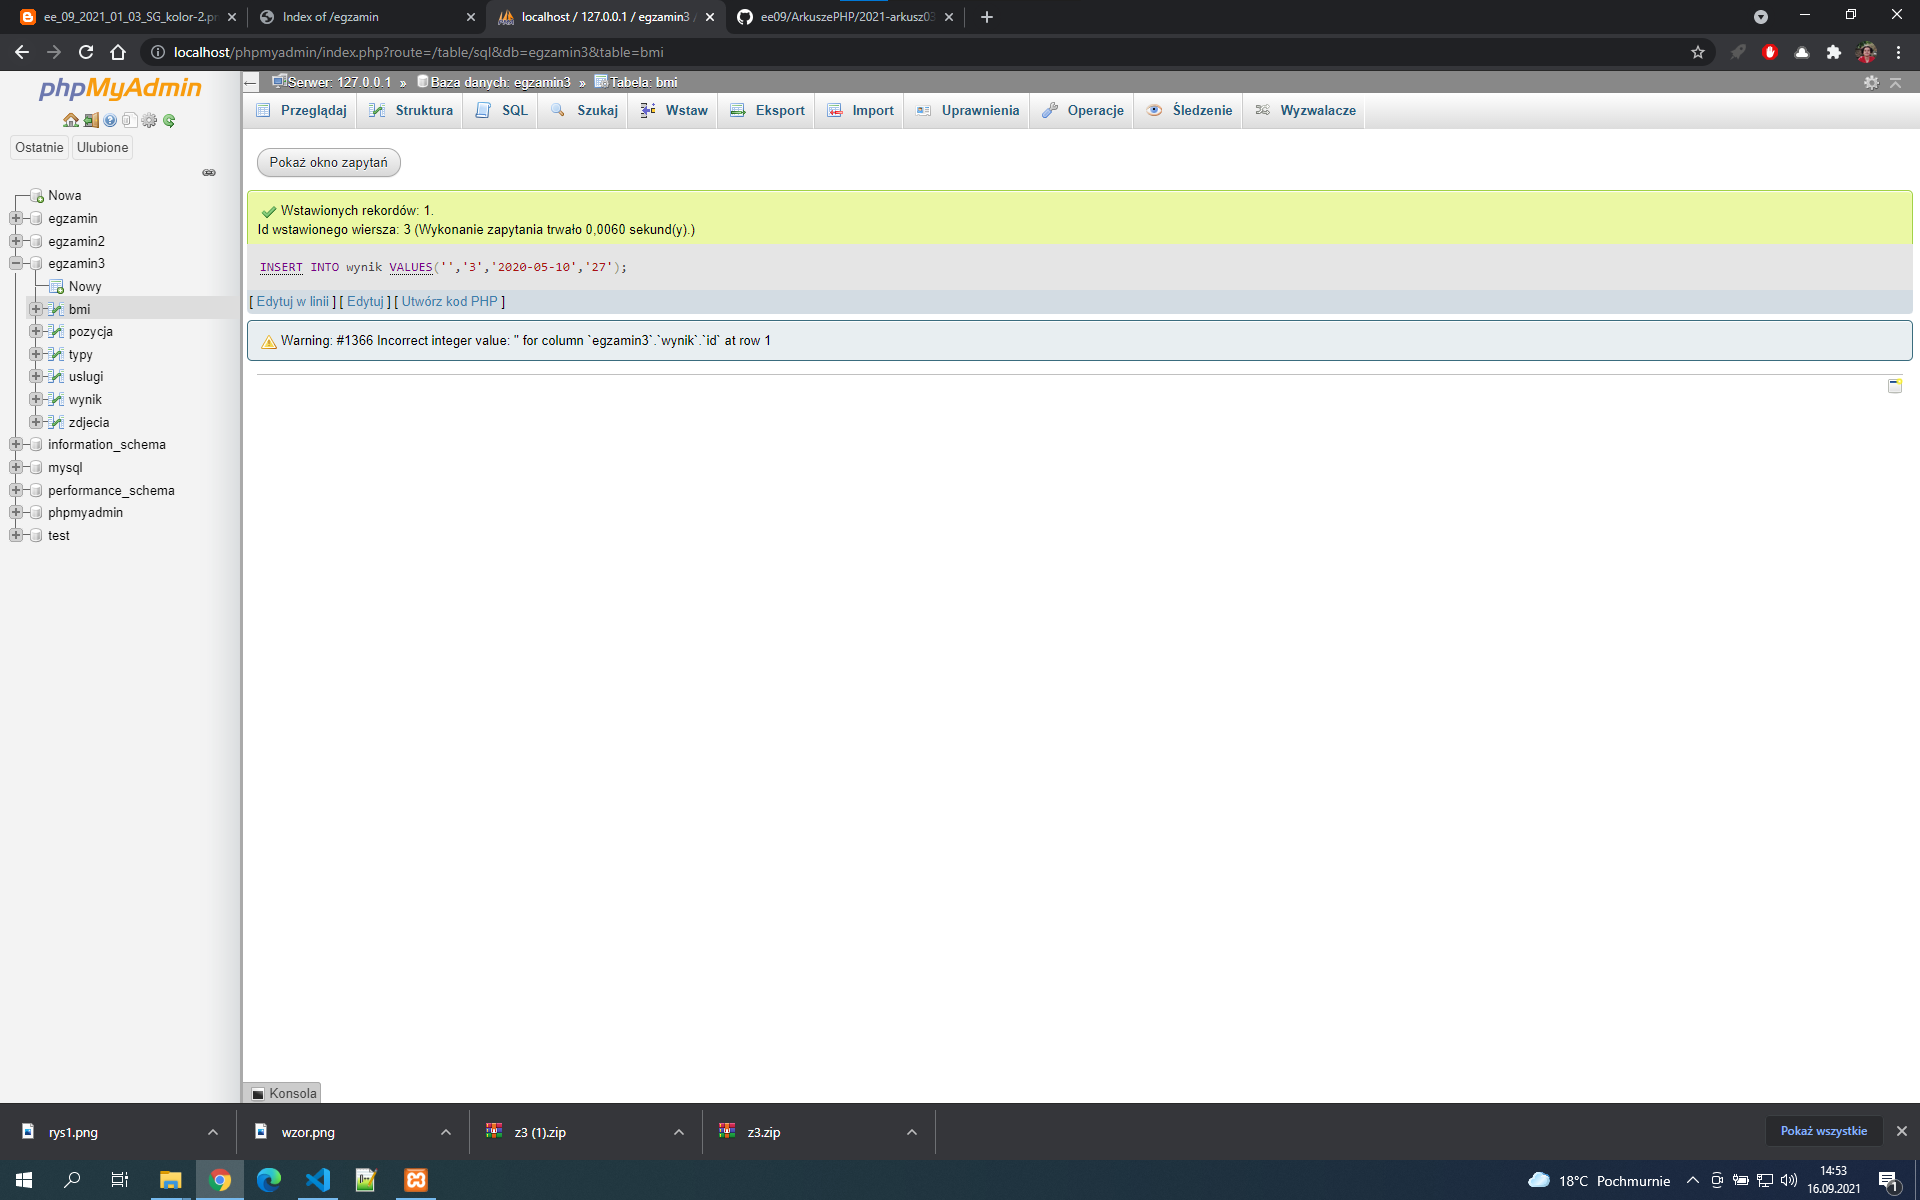 ee_09_2021_01_03_SG_kolor-2.pr
Index of /egzamin
localhost / 127.0.0.1 / egzamin3 /
ee09/ArkuszePHP/2021-arkusz03
localhost/phpmyadmin/index.php?route=/table/sql&db=egzamin3&table=bmi
phpMyAdmin
Ostatnie
Ulubione
Nowa
egzamin
egzamin2
egzamin3
Nowy
bmi
pozycja
typy
uslugi
wynik
zdjecia
information_schema
mysql
performance_schema
phpmyadmin
test
Serwer: 127.0.0.1 » Baza danych: egzamin3 » Tabela: bmi
Przeglądaj
Struktura
SQL
Szukaj
Wstaw
Eksport
Import
Uprawnienia
Operacje
Śledzenie
Wyzwalacze
Pokaż okno zapytań
Wstawionych rekordów: 1.
Id wstawionego wiersza: 3 (Wykonanie zapytania trwało 0,0060 sekund(y).)
INSERT INTO wynik VALUES('','3','2020-05-10','27');
[ Edytuj w linii ] [ Edytuj ] [ Utwórz kod PHP ]
Warning: #1366 Incorrect integer value: '' for column `egzamin3`.`wynik`.`id` at row 1
Konsola
rys1.png
wzor.png
z3 (1).zip
z3.zip
Pokaż wszystkie
18°C Pochmurnie
14:53
16.09.2021
1